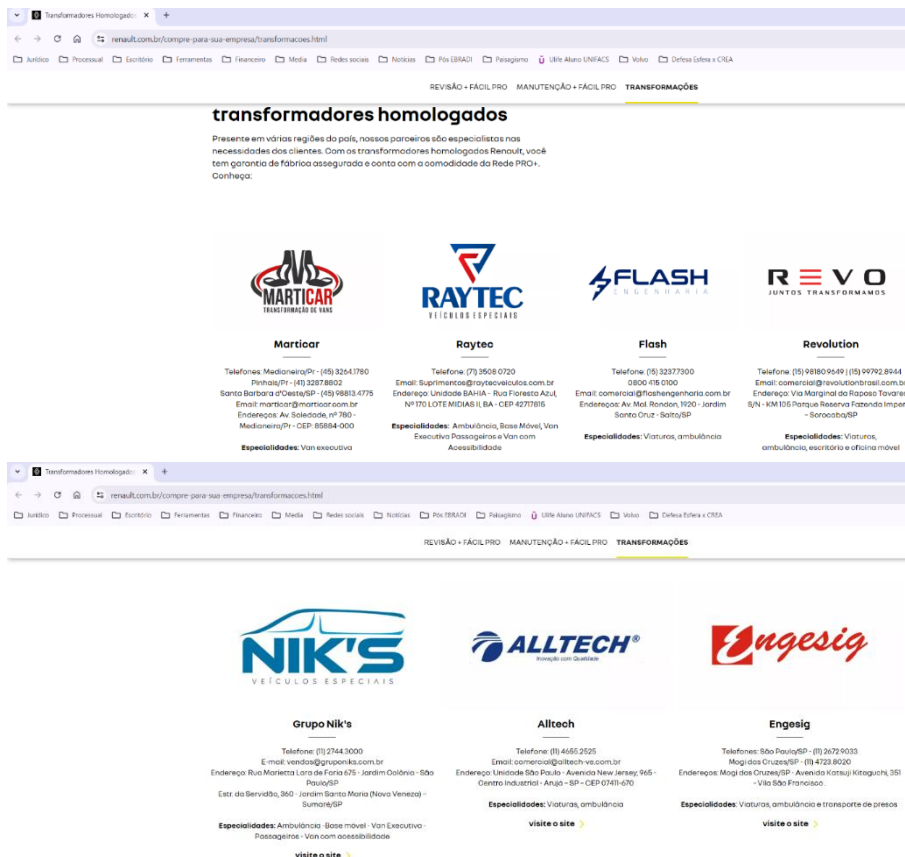 Transformadores Homologados
renault.com.br/compre-para-sua-empresa/transformacoes.html
Jurídico Processual Escritório Ferramentas Financeiro Media Redes sociais Notícias Pós EBRADI Paisagismo Ulife Aluno UNIFACS Volvo Defesa Esfera x CREA
REVISÃO + FÁCIL PRO MANUTENÇÃO + FÁCIL PRO TRANSFORMAÇÕES
transformadores homologados
Presente em várias regiões do país, nossos parceiros são especialistas nas
necessidades dos clientes. Com os transformadores homologados Renault, você
tem garantia de fábrica assegurada e conta com a comodidade da Rede PRO+.
Conheça:
MARTICAR
TRANSFORMAÇÃO DE VANS
RAYTEC
VEÍCULOS ESPECIAIS
FLASH
ENGENHARIA
REVO
JUNTOS TRANSFORMAMOS
Marticar
Telefones: Medianeira/Pr - (45) 3264.1780
Pinhais/Pr - (41) 3287.8802
Santa Barbara d'Oeste/SP - (45) 98813.4775
Email: marticar@marticar.com.br
Endereços: Av. Soledade, nº 780 -
Medianeira/Pr - CEP: 85884-000
Especialidades: Van executiva
Raytec
Telefone: (71) 3508 0720
Email: Suprimentos@raytecveiculos.com.br
Endereço: Unidade BAHIA - Rua Floresta Azul,
Nº 170 LOTE MIDIAS II, BA - CEP 42717816
Especialidades: Ambulância, Base Móvel, Van
Executiva Passageiros e Van com
Acessibilidade
Flash
Telefone: (15) 3237.7300
0800 415 0100
Email: comercial@flashengenharia.com
Endereços: Av. Mal. Rondon, 1920 - Jardim
Santa Cruz - Salto/SP
Especialidades: Viaturas, ambulância
Revolution
Telefone: (15) 98180.9649 | (15) 99792.8944
Email: comercial@revolutionbrasil.com.br
Endereço: Via Marginal da Raposo Tavares
S/N - KM 105 Parque Reserva Fazenda Imper
- Sorocaba/SP
Especialidades: Viaturas,
ambulância, escritório e oficina móvel
Transformadores Homologados
renault.com.br/compre-para-sua-empresa/transformacoes.html
Jurídico Processual Escritório Ferramentas Financeiro Media Redes sociais Notícias Pós EBRADI Paisagismo Ulife Aluno UNIFACS Volvo Defesa Esfera x CREA
REVISÃO + FÁCIL PRO MANUTENÇÃO + FÁCIL PRO TRANSFORMAÇÕES
NIK'S
VEÍCULOS ESPECIAIS
ALLTECH®
Inovação com Qualidade
Engesig
Grupo Nik's
Telefone: (11) 2744.3000
E-mail: vendas@gruponiks.com.br
Endereço: Rua Marietta Lara de Faria 675 - Jardim Colônia - São
Paulo/SP
Estr. da Servidão, 360 - Jardim Santa Maria (Nova Veneza) -
Sumaré/SP
Especialidades: Ambulância -Base móvel - Van Executiva -
Passageiros - Van com acessibilidade
visite o site
Alltech
Telefone: (11) 4655.2525
Email: comercial@alltech-ve.com.br
Endereço: Unidade São Paulo - Avenida New Jersey, 965 -
Centro Industrial - Arujá – SP – CEP 07411-670
Especialidades: Viaturas, ambulância
visite o site
Engesig
Telefones: São Paulo/SP - (11) 2672.9033
Mogi das Cruzes/SP - (11) 4723.8020
Endereços: Mogi das Cruzes/SP - Avenida Katsuji Kitaguchi, 351
- Vila São Francisco.
Especialidades: Viaturas, ambulância e transporte de presos
visite o site